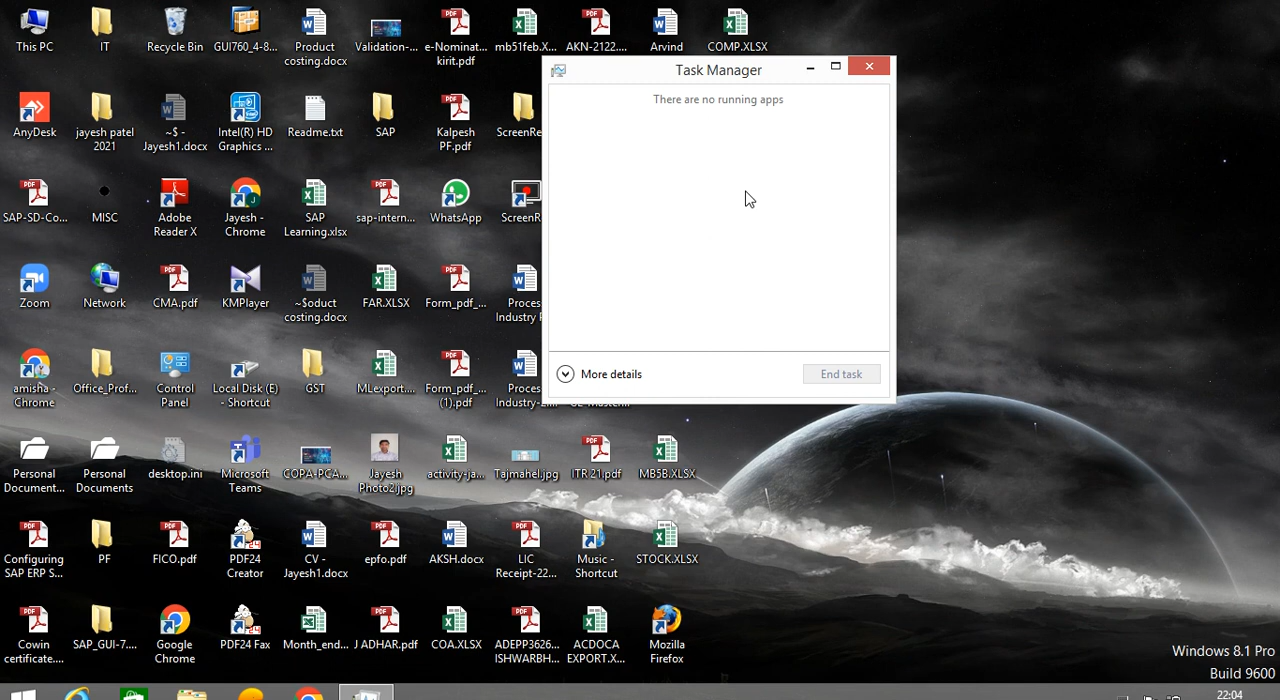 This PC
IT
Recycle Bin
GUI760_4-8...
Product
costing.docx
Validation-...
e-Nominat...
kirit.pdf
mb51feb.X...
AKN-2122....
Arvind
COMP.XLSX
Task Manager
There are no running apps
AnyDesk
jayesh patel
2021
~$ -
Jayesh1.docx
Intel(R) HD
Graphics ...
Readme.txt
SAP
Kalpesh
PF.pdf
ScreenRe
SAP-SD-Co...
MISC
Adobe
Reader X
Jayesh -
Chrome
SAP
Learning.xlsx
sap-intern...
WhatsApp
ScreenR
Zoom
Network
CMA.pdf
KMPlayer
~$oduct
costing.docx
FAR.XLSX
Form_pdf_...
Proces
Industry P
More details
End task
amisha -
Chrome
Office_Prof...
Control
Panel
Local Disk (E)
- Shortcut
GST
MLexport....
Form_pdf_...
(1).pdf
Proces
Personal
Document...
Personal
Documents
desktop.ini
Microsoft
Teams
COPA-PCA...
Jayesh
Photo2jpg
activity-ja...
Tajmahel.jpg
ITR 21.pdf
MB5B.XLSX
Configuring
SAP ERP S...
PF
FICO.pdf
PDF24
Creator
CV -
Jayesh1.docx
epfo.pdf
AKSH.docx
LIC
Receipt-22...
Music -
Shortcut
STOCK.XLSX
Cowin
certificate....
SAP_GUI-7....
Google
Chrome
PDF24 Fax
Month_end...
J ADHAR.pdf
COA.XLSX
ADEPP3626...
ISHWARBH...
ACDOCA
EXPORT.X...
Mozilla
Firefox
Windows 8.1 Pro
Build 9600
22:04